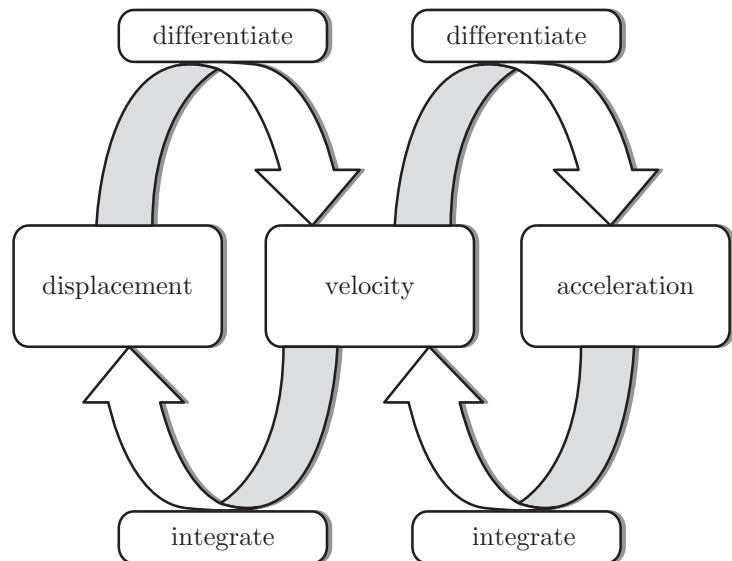 differentiate
differentiate
displacement
velocity
acceleration
integrate
integrate